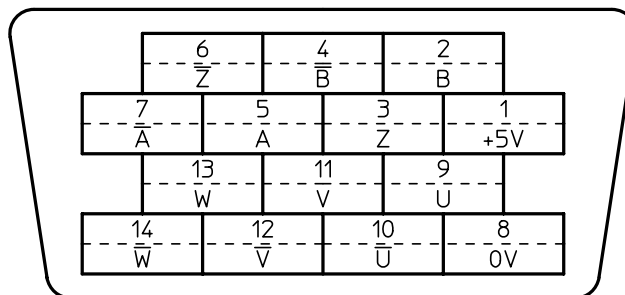 6 4 2
Z̅ B̅ B
7 5 3 1
A̅ A Z +5V
13 11 9
W V U
14 12 10 8
W̅ V̅ U̅ 0V